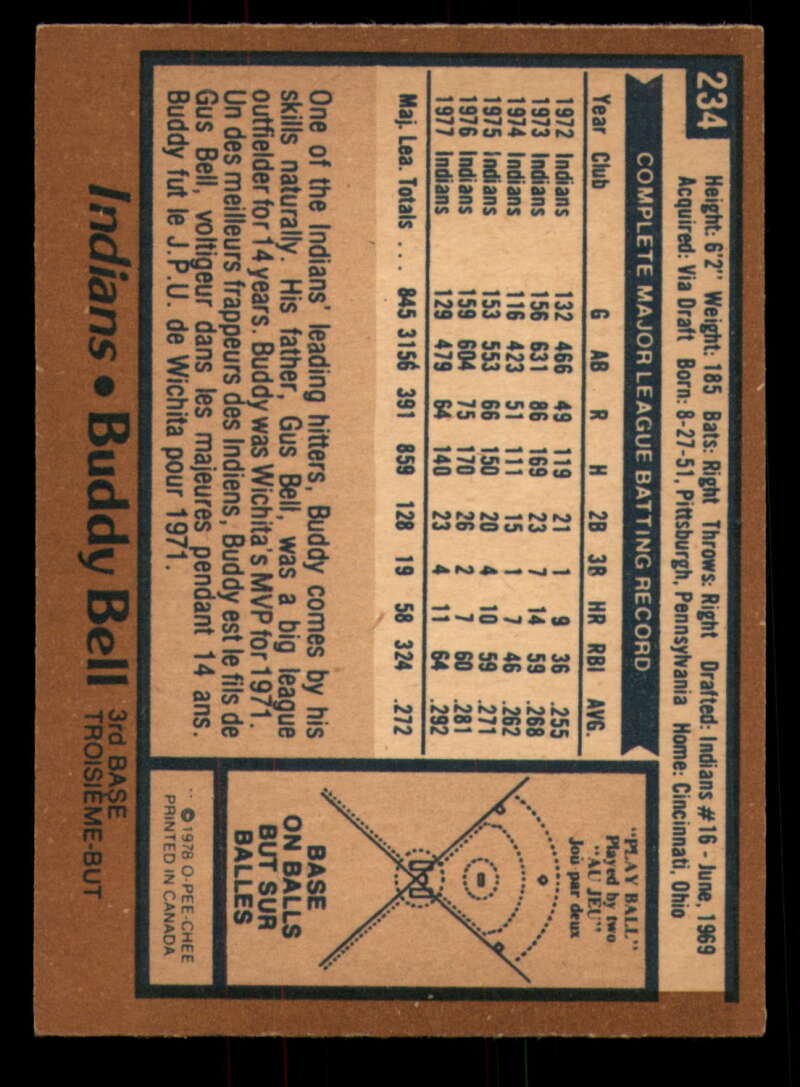 234
Height: 6'2" Weight: 185 Bats: Right Throws: Right Drafted: Indians #16 - June, 1969
Acquired: Via Draft Born: 8-27-51, Pittsburgh, Pennsylvania Home: Cincinnati, Ohio
COMPLETE MAJOR LEAGUE BATTING RECORD
Year Club G AB R H 2B 3B HR RBI AVG.
1972 Indians 132 466 49 119 21 1 9 36 .255
1973 Indians 156 631 86 169 23 7 14 59 .268
1974 Indians 116 423 51 111 15 1 7 46 .262
1975 Indians 153 553 66 150 20 4 10 59 .271
1976 Indians 159 604 75 170 26 2 7 60 .281
1977 Indians 129 479 64 140 23 4 11 64 .292
Maj. Lea. Totals ... 845 3156 391 859 128 19 58 324 .272
One of the Indians' leading hitters, Buddy comes by his
skills naturally. His father, Gus Bell, was a big league
outfielder for 14 years. Buddy was Wichita's MVP for 1971.
Un des meilleurs frappeurs des Indiens, Buddy est le fils de
Gus Bell, voltigeur dans les majeures pendant 14 ans.
Buddy fut le J.P.U. de Wichita pour 1971.
"PLAY BALL"
Played by two
"AU JEU"
Joú par deux
BASE
ON BALLS
BUT SUR
BALLES
© 1978 O-PEE-CHEE
PRINTED IN CANADA
Indians • Buddy Bell 3rd BASE
TROISIÈME-BUT